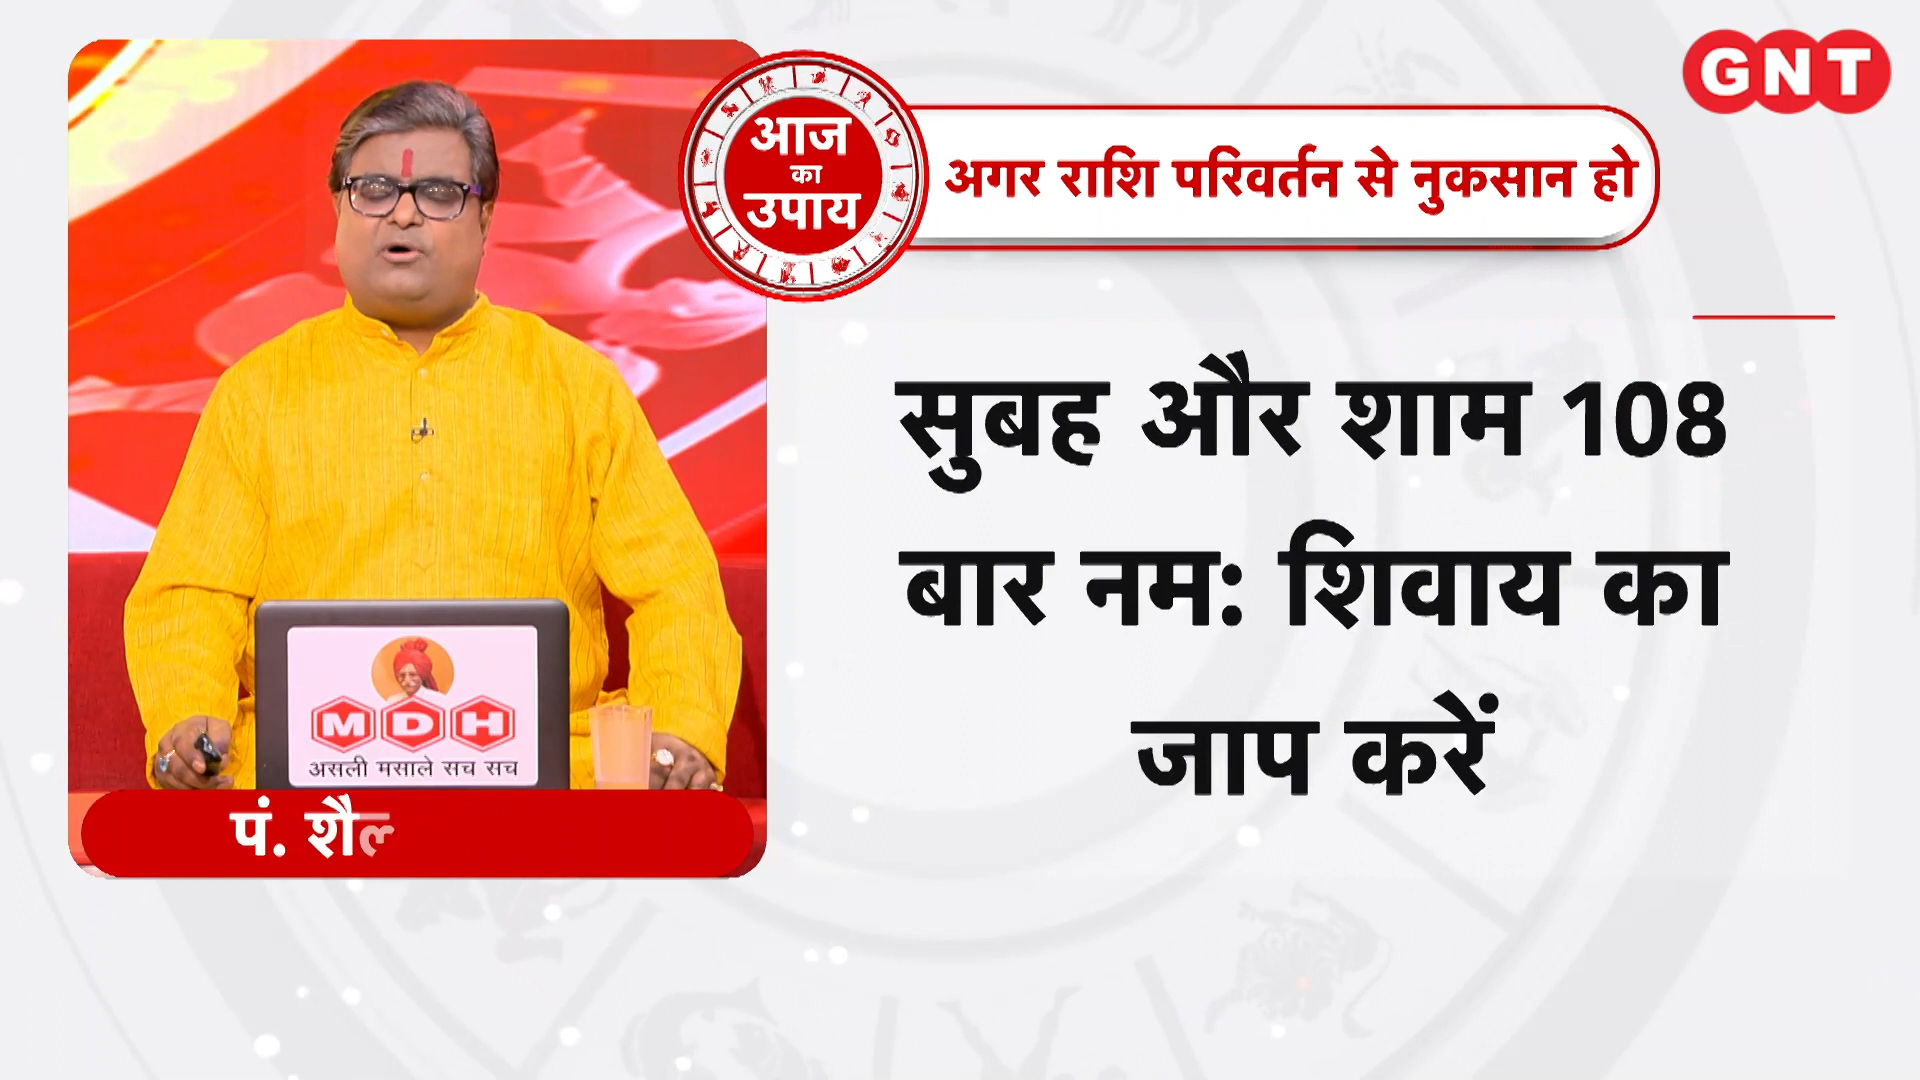 GNT
आज
का
उपाय
अगर राशि परिवर्तन से नुकसान हो
सुबह और शाम 108
बार नम: शिवाय का
जाप करें
MDH
असली मसाले सच सच
पं. शैल